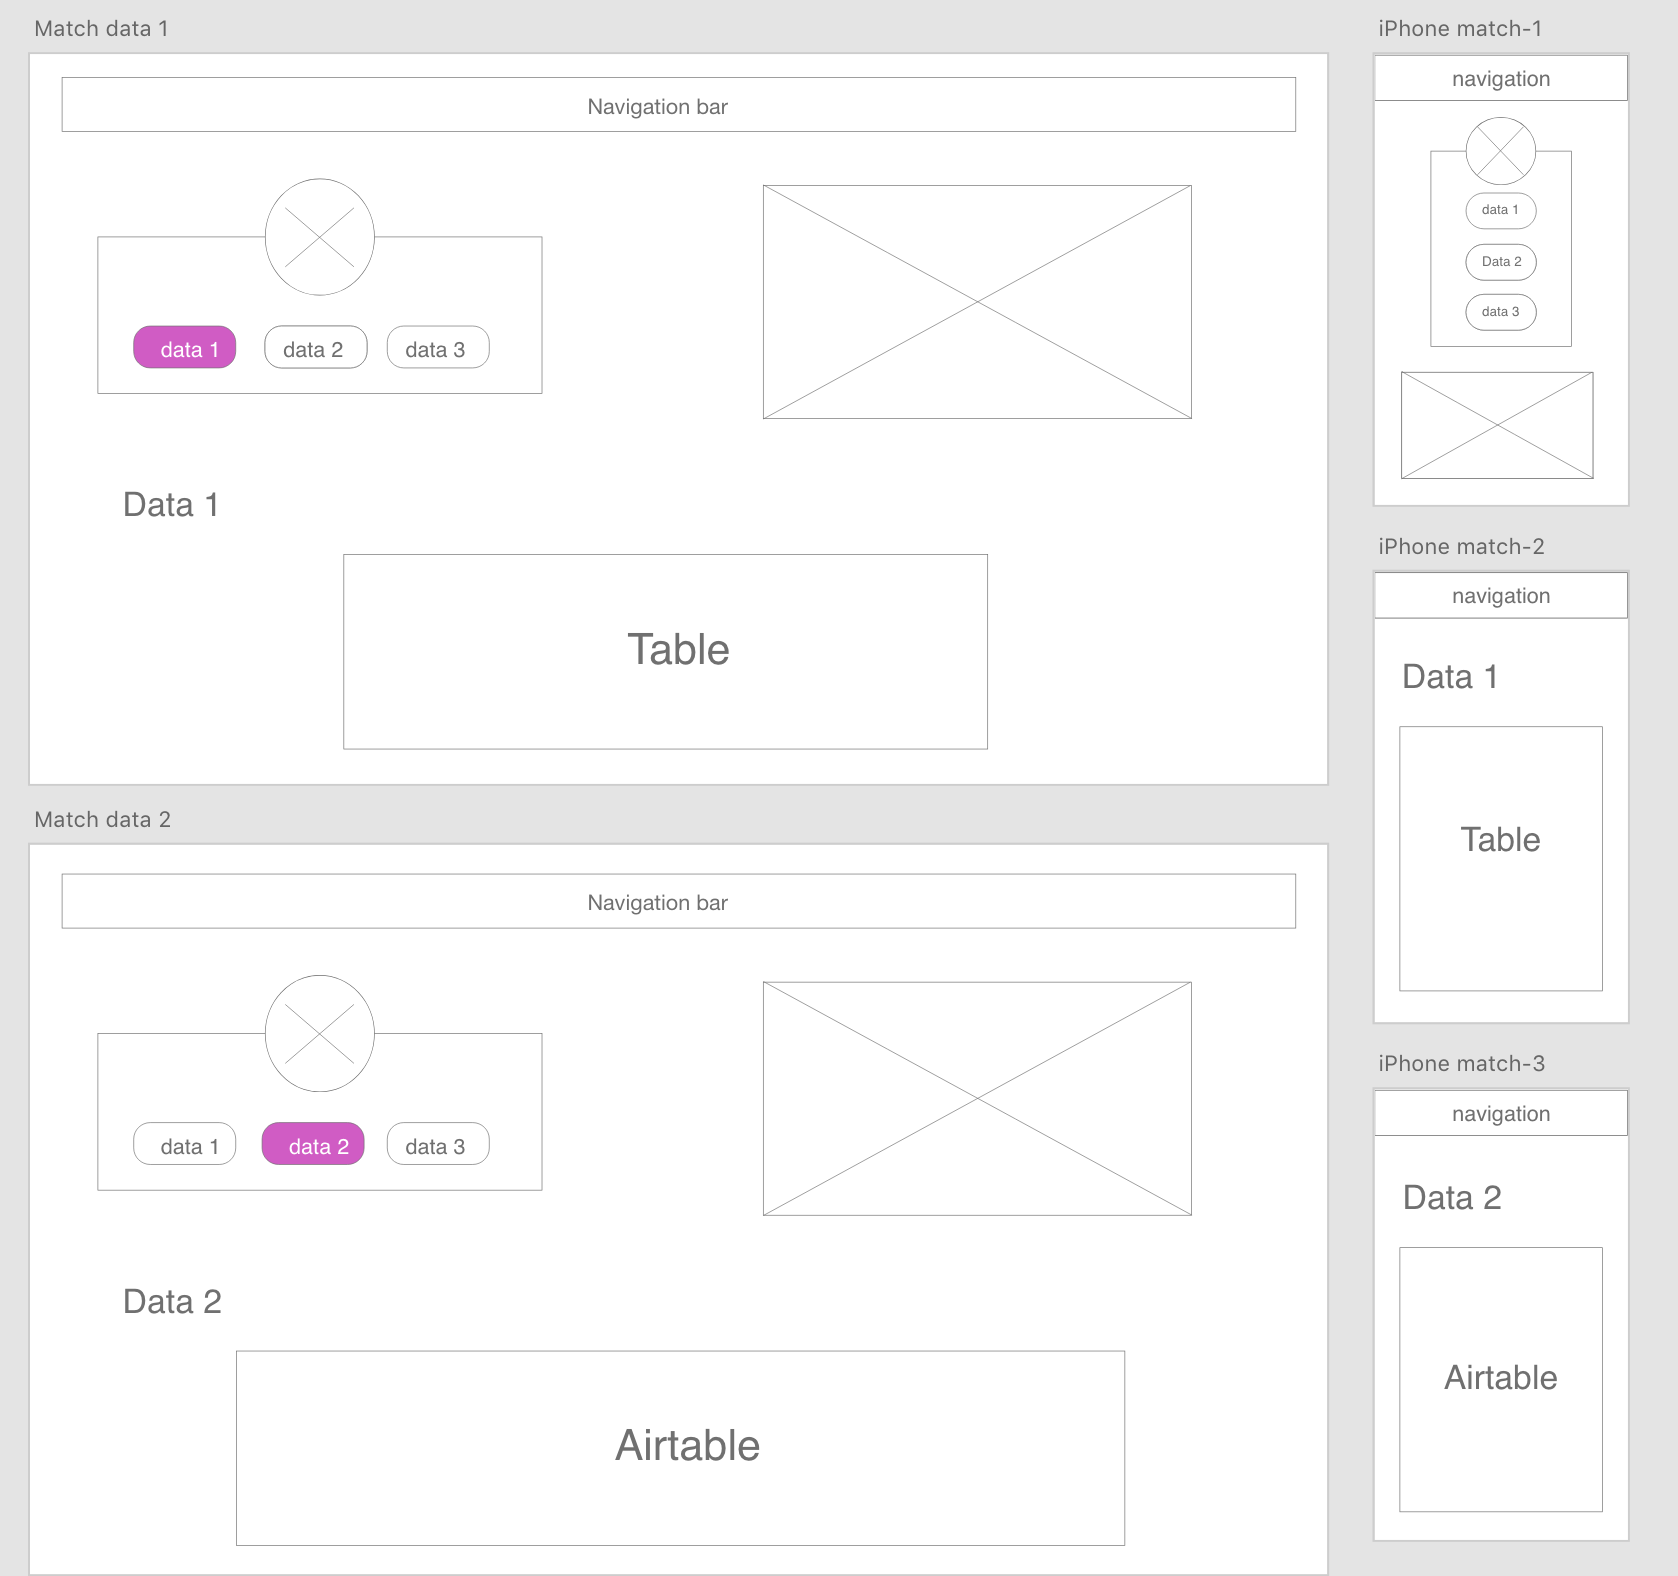 Match data 1
Navigation bar
data 1
data 2
data 3
Data 1
Table
Match data 2
Navigation bar
data 1
data 2
data 3
Data 2
Airtable
iPhone match-1
navigation
data 1
Data 2
data 3
iPhone match-2
navigation
Data 1
Table
iPhone match-3
navigation
Data 2
Airtable